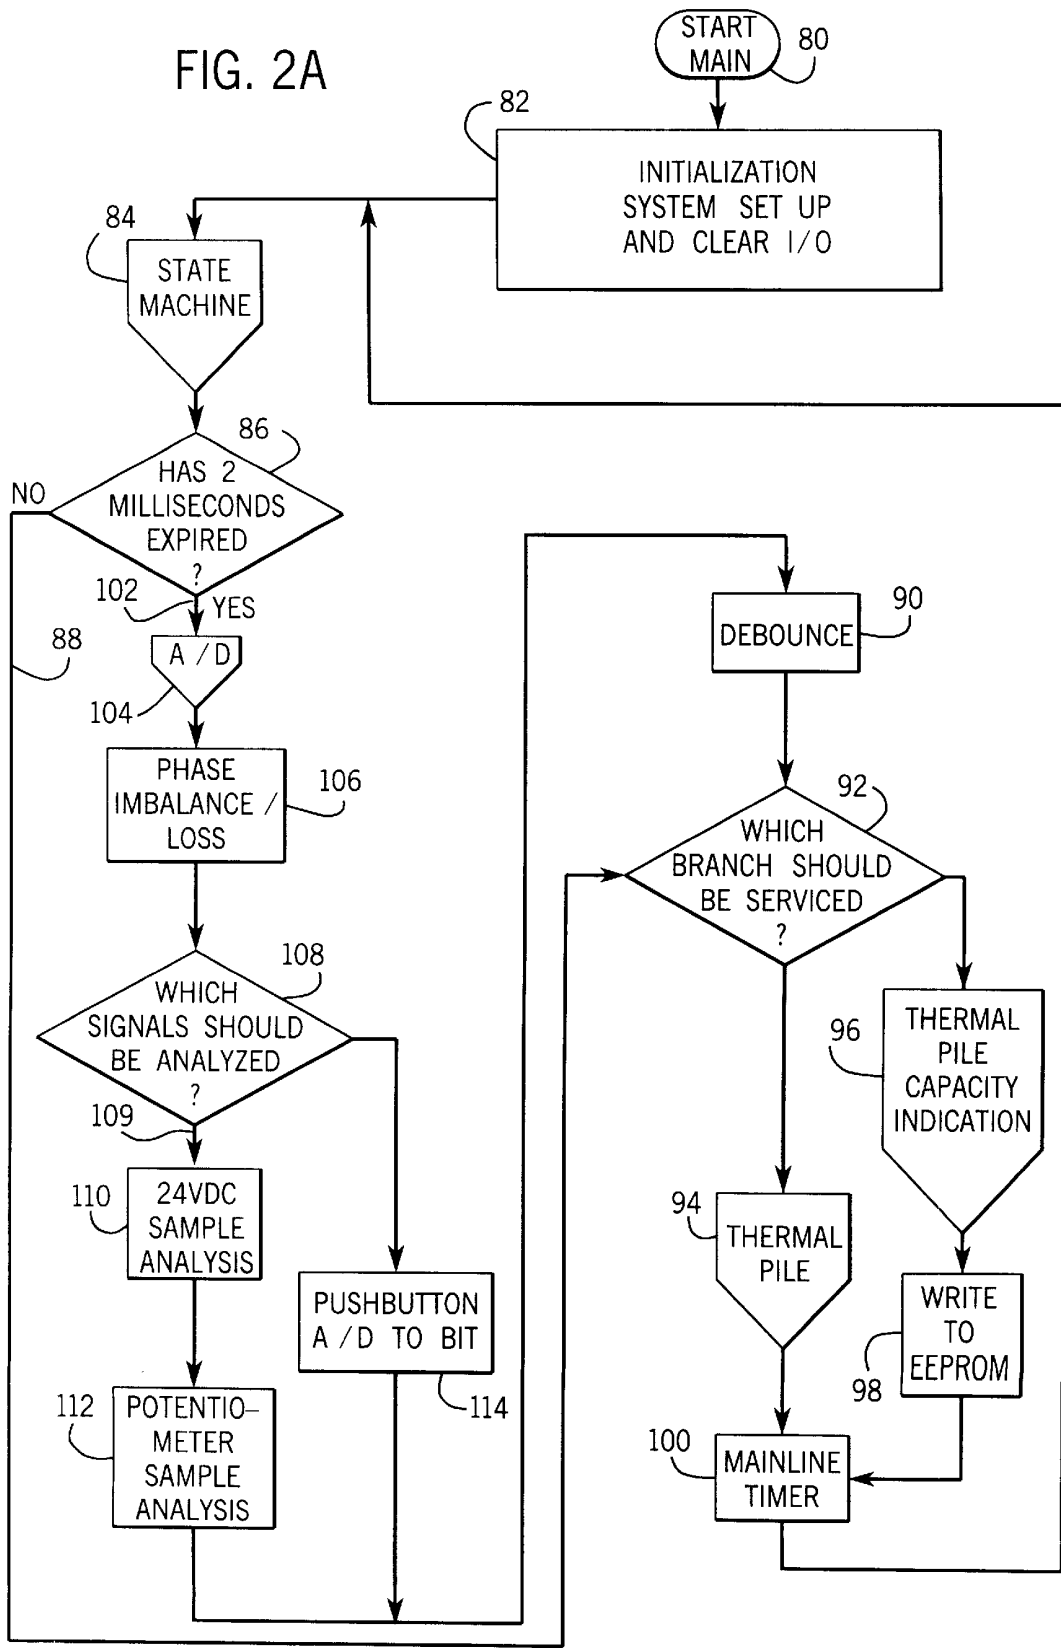 FIG. 2A
START
MAIN
80
82
INITIALIZATION
SYSTEM SET UP
AND CLEAR I/O
84
STATE
MACHINE
86
HAS 2
MILLISECONDS
EXPIRED
?
NO
102
YES
88
A/D
104
PHASE
IMBALANCE /
LOSS
106
108
WHICH
SIGNALS SHOULD
BE ANALYZED
?
109
110
24VDC
SAMPLE
ANALYSIS
112
POTENTIO-
METER
SAMPLE
ANALYSIS
PUSHBUTTON
A/D TO BIT
114
DEBOUNCE
90
92
WHICH
BRANCH SHOULD
BE SERVICED
?
94
THERMAL
PILE
96
THERMAL
PILE
CAPACITY
INDICATION
WRITE
TO
EEPROM
98
100
MAINLINE
TIMER